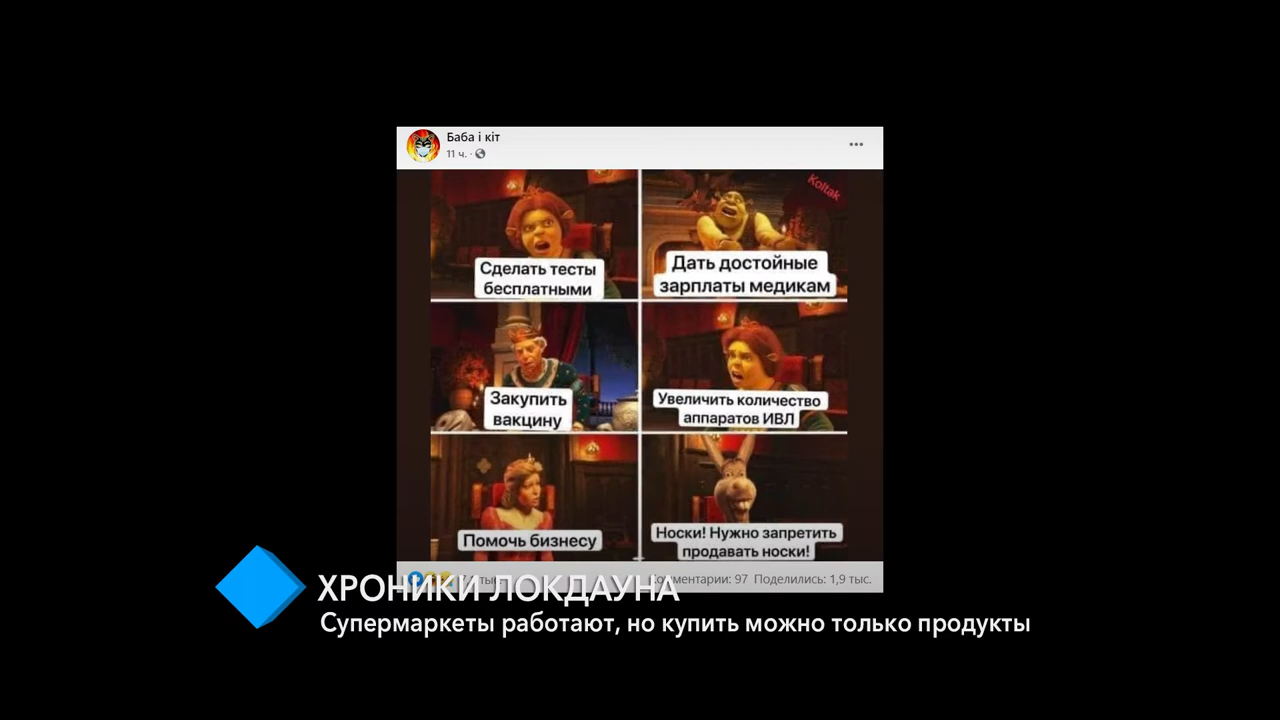 Баба і кіт
11 ч.
Koltak
Сделать тесты
бесплатными
Дать достойные
зарплаты медикам
Закупить
вакцину
Увеличить количество
аппаратов ИВЛ
Помочь бизнесу
Носки! Нужно запретить
продавать носки!
Комментарии: 97 Поделились: 1,9 тыс.
ХРОНИКИ ЛОКДАУНА
Супермаркеты работают, но купить можно только продукты